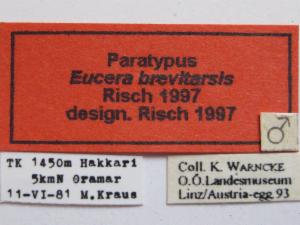 Paratypus
Eucera brevitarsis
Risch 1997
design. Risch 1997
♂
TK 1450m Hakkari
5kmN Oramar
11-VI-81 M.Kraus
Coll. K. WARNCKE
O.Ö.Landesmuseum
Linz/Austria-egg.93